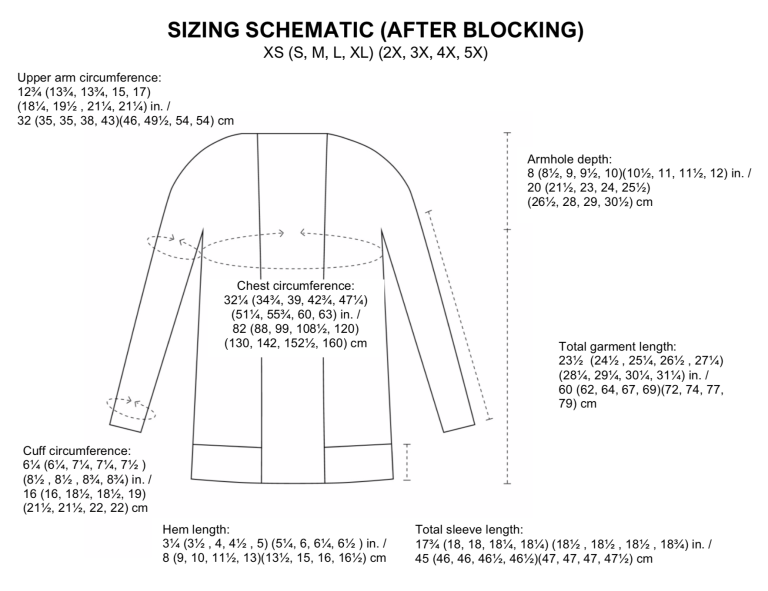 SIZING SCHEMATIC (AFTER BLOCKING)
XS (S, M, L, XL) (2X, 3X, 4X, 5X)
Upper arm circumference:
12¾ (13¾, 13¾, 15, 17)
(18¼, 19½ , 21¼, 21¼) in. /
32 (35, 35, 38, 43)(46, 49½, 54, 54) cm
Armhole depth:
8 (8½, 9, 9½, 10)(10½, 11, 11½, 12) in. /
20 (21½, 23, 24, 25½)
(26½, 28, 29, 30½) cm
Chest circumference:
32¼ (34¾, 39, 42¾, 47¼)
(51¼, 55¾, 60, 63) in. /
82 (88, 99, 108½, 120)
(130, 142, 152½, 160) cm
Total garment length:
23½  (24½ , 25¼, 26½ , 27¼)
(28¼, 29¼, 30¼, 31¼) in. /
60 (62, 64, 67, 69)(72, 74, 77,
79) cm
Cuff circumference:
6¼ (6¼, 7¼, 7¼, 7½ )
(8½ , 8½ , 8¾, 8¾) in. /
16 (16, 18½, 18½, 19)
(21½, 21½, 22, 22) cm
Hem length:
3¼ (3½ , 4, 4½ , 5) (5¼, 6, 6¼, 6½ ) in. /
8 (9, 10, 11½, 13)(13½, 15, 16, 16½) cm
Total sleeve length:
17¾ (18, 18, 18¼, 18¼) (18½ , 18½ , 18½ , 18¾) in. /
45 (46, 46, 46½, 46½)(47, 47, 47, 47½) cm